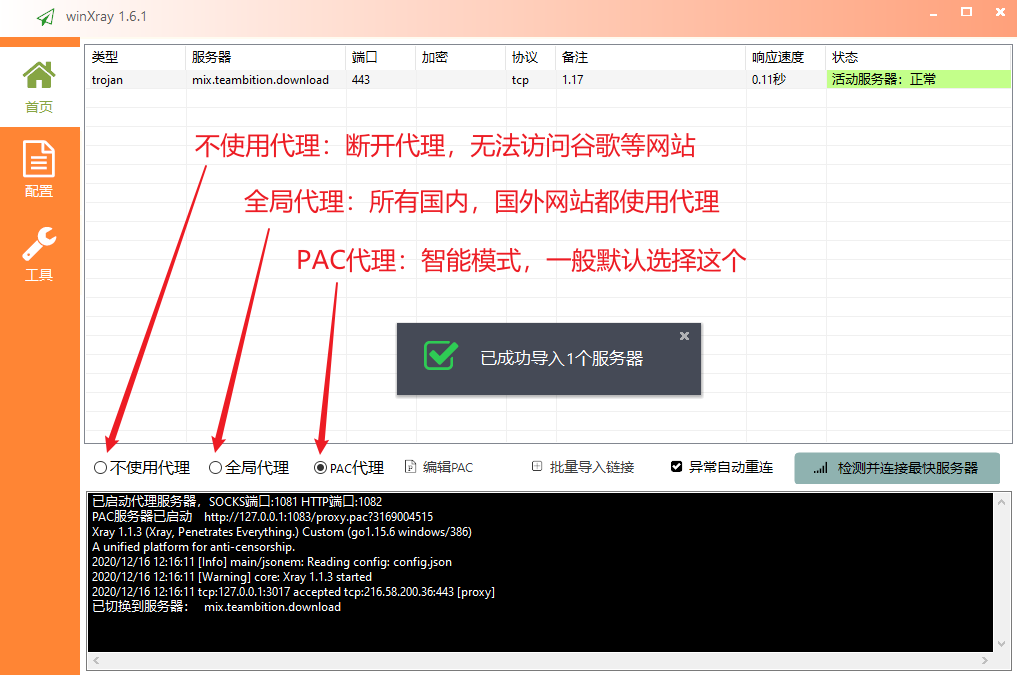 winXray 1.6.1
首页
配置
工具
类型 服务器 端口 加密 协议 备注 响应速度 状态
trojan mix.teambition.download 443 tcp 1.17 0.11秒 活动服务器：正常
不使用代理：断开代理，无法访问谷歌等网站
全局代理：所有国内，国外网站都使用代理
PAC代理：智能模式，一般默认选择这个
已成功导入1个服务器
不使用代理 全局代理 PAC代理 编辑PAC 批量导入链接 异常自动重连 检测并连接最快服务器
已启动代理服务器，SOCKS端口:1081 HTTP端口:1082
PAC服务器已启动 http://127.0.0.1:1083/proxy.pac?3169004515
Xray 1.1.3 (Xray, Penetrates Everything.) Custom (go1.15.6 windows/386)
A unified platform for anti-censorship.
2020/12/16 12:16:11 [Info] main/jsonem: Reading config: config.json
2020/12/16 12:16:11 [Warning] core: Xray 1.1.3 started
2020/12/16 12:16:11 tcp:127.0.0.1:3017 accepted tcp:216.58.200.36:443 [proxy]
已切换到服务器： mix.teambition.download